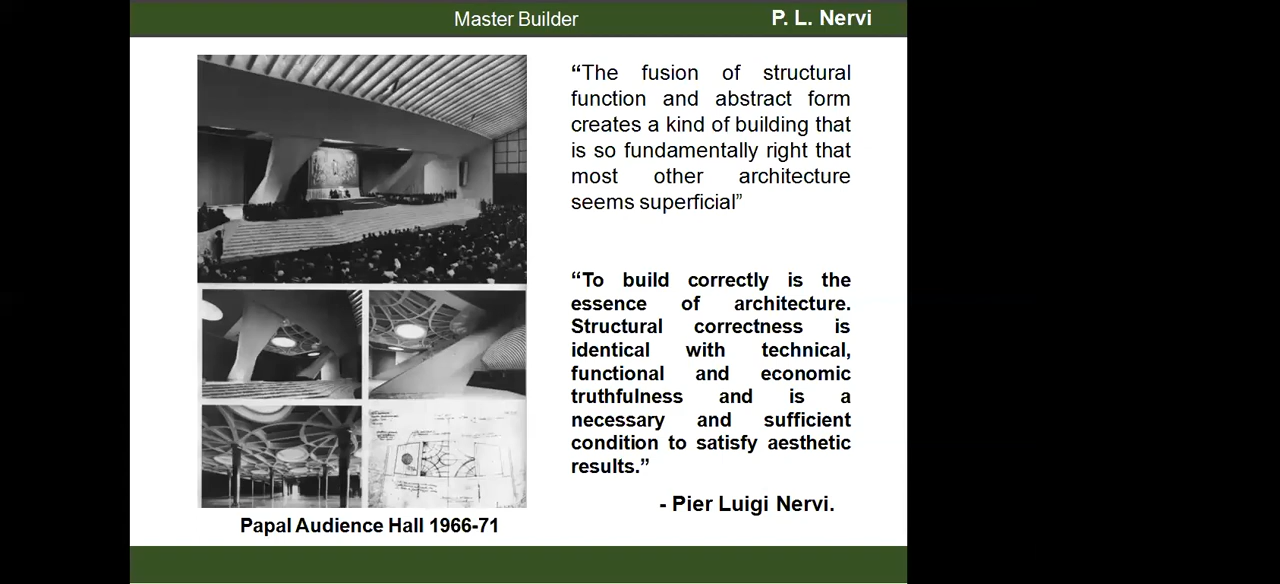 Master Builder
P. L. Nervi
“The fusion of structural
function and abstract form
creates a kind of building that
is so fundamentally right that
most other architecture
seems superficial”
“To build correctly is the
essence of architecture.
Structural correctness is
identical with technical,
functional and economic
truthfulness and is a
necessary and sufficient
condition to satisfy aesthetic
results.”
- Pier Luigi Nervi.
Papal Audience Hall 1966-71